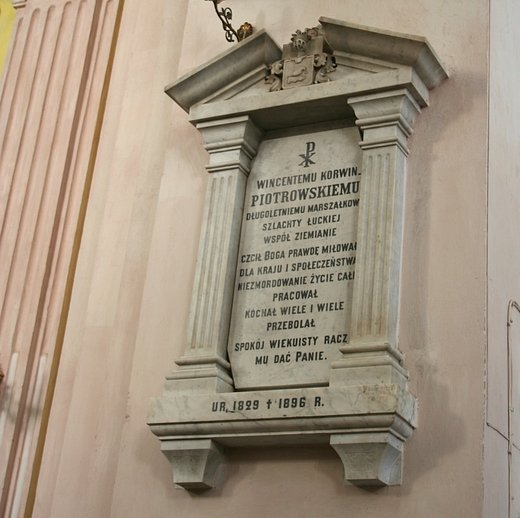 WINCENTEMU KORWIN-
PIOTROWSKIEMU
DŁUGOLETNIEMU MARSZAŁKOW
SZLACHTY ŁUCKIEJ
WSPÓŁ ZIEMIANIE
CZCIŁ BOGA PRAWDĘ MIŁOWAŁ
DLA KRAJU I SPOŁECZEŃSTWA
NIEZMORDOWANIE ŻYCIE CAŁE
PRACOWAŁ
KOCHAŁ WIELE I WIELE
PRZEBOLAŁ
SPOKÓJ WIEKUISTY RACZ
MU DAĆ PANIE.
UR, 1829 † 1896 R.